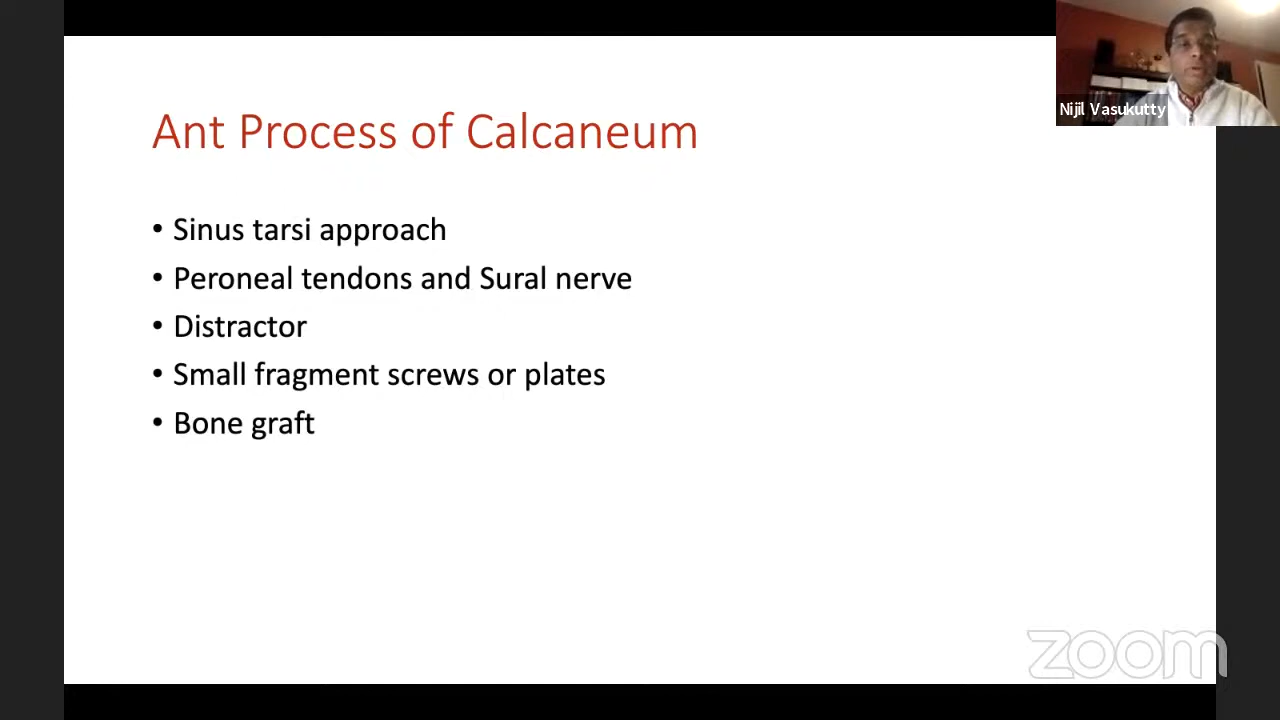 Ant Process of Calcaneum
• Sinus tarsi approach
• Peroneal tendons and Sural nerve
• Distractor
• Small fragment screws or plates
• Bone graft
Nijil Vasukutty
zoom